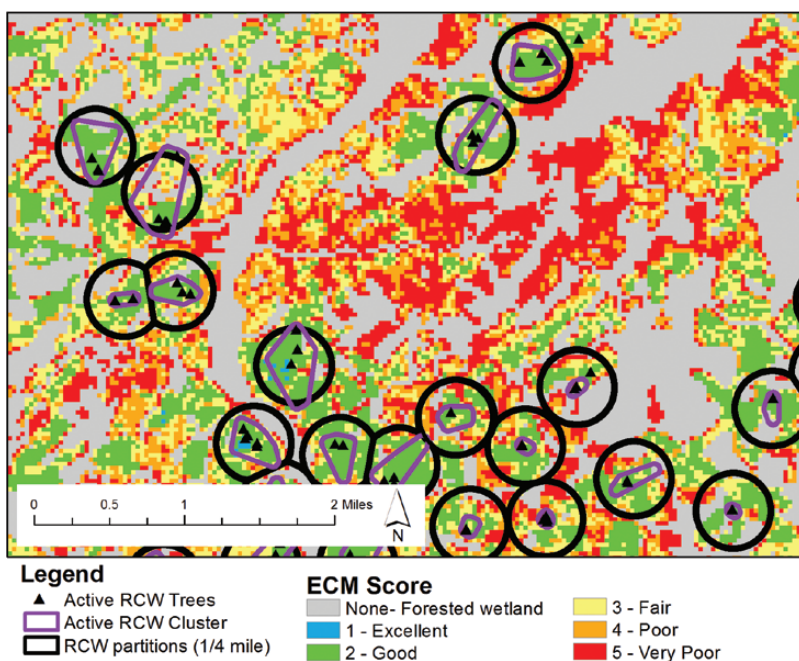 0 0.5 1 2 Miles
N
Legend
Active RCW Trees
Active RCW Cluster
RCW partitions (1/4 mile)
ECM Score
None- Forested wetland
1 - Excellent
2 - Good
3 - Fair
4 - Poor
5 - Very Poor